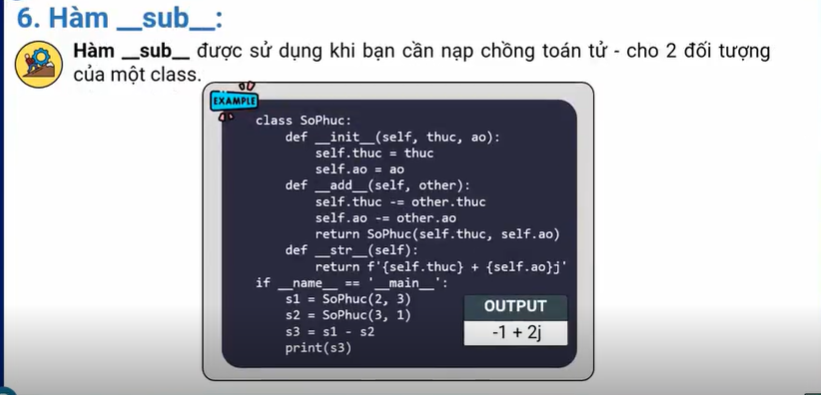 6. Hàm __sub__:
Hàm __sub__ được sử dụng khi bạn cần nạp chồng toán tử - cho 2 đối tượng
của một class.
EXAMPLE
class SoPhuc:
    def __init__(self, thuc, ao):
        self.thuc = thuc
        self.ao = ao
    def __add__(self, other):
        self.thuc -= other.thuc
        self.ao -= other.ao
        return SoPhuc(self.thuc, self.ao)
    def __str__(self):
        return f'{self.thuc} + {self.ao}j'
if __name__ == '__main__':
    s1 = SoPhuc(2, 3)
    s2 = SoPhuc(3, 1)
    s3 = s1 - s2
    print(s3)
OUTPUT
-1 + 2j